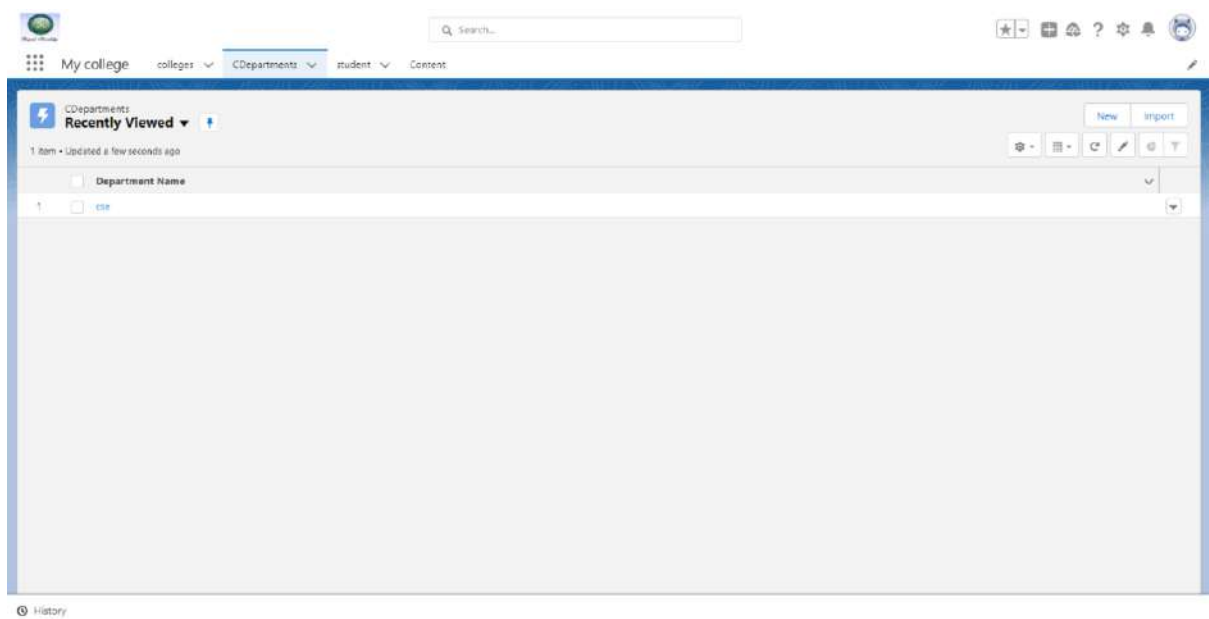 Search...
My college colleges CDepartments student Content
CDepartments
Recently Viewed
New Import
1 item • Updated a few seconds ago
Department Name
1 cse
History